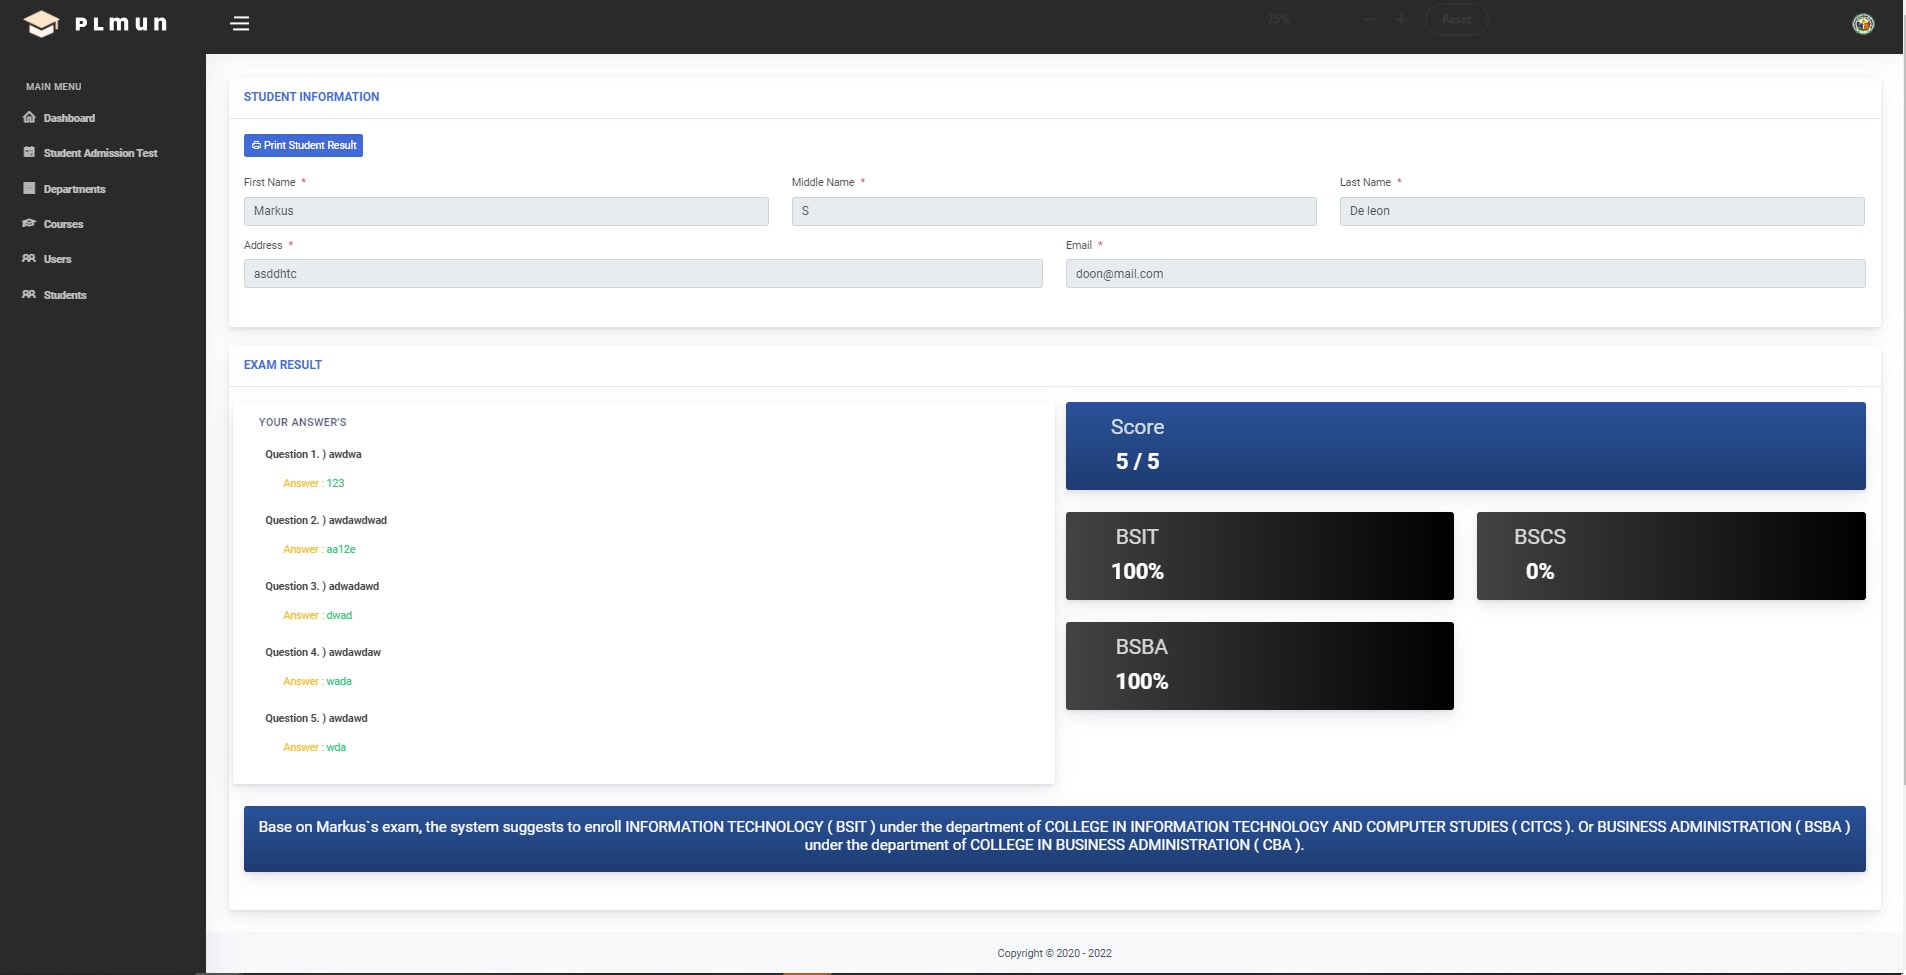 PLmun
75%
Reset
MAIN MENU
Dashboard
Student Admission Test
Departments
Courses
Users
Students
STUDENT INFORMATION
Print Student Result
First Name *
Middle Name *
Last Name *
Markus
S
De leon
Address *
Email *
asddhtc
doon@mail.com
EXAM RESULT
YOUR ANSWER'S
Question 1. ) awdwa
Answer : 123
Question 2. ) awdawdwad
Answer : aa12e
Question 3. ) adwadawd
Answer : dwad
Question 4. ) awdawdaw
Answer : wada
Question 5. ) awdawd
Answer : wda
Score
5 / 5
BSIT
100%
BSCS
0%
BSBA
100%
Base on Markus`s exam, the system suggests to enroll INFORMATION TECHNOLOGY ( BSIT ) under the department of COLLEGE IN INFORMATION TECHNOLOGY AND COMPUTER STUDIES ( CITCS ). Or BUSINESS ADMINISTRATION ( BSBA )
under the department of COLLEGE IN BUSINESS ADMINISTRATION ( CBA ).
Copyright © 2020 - 2022